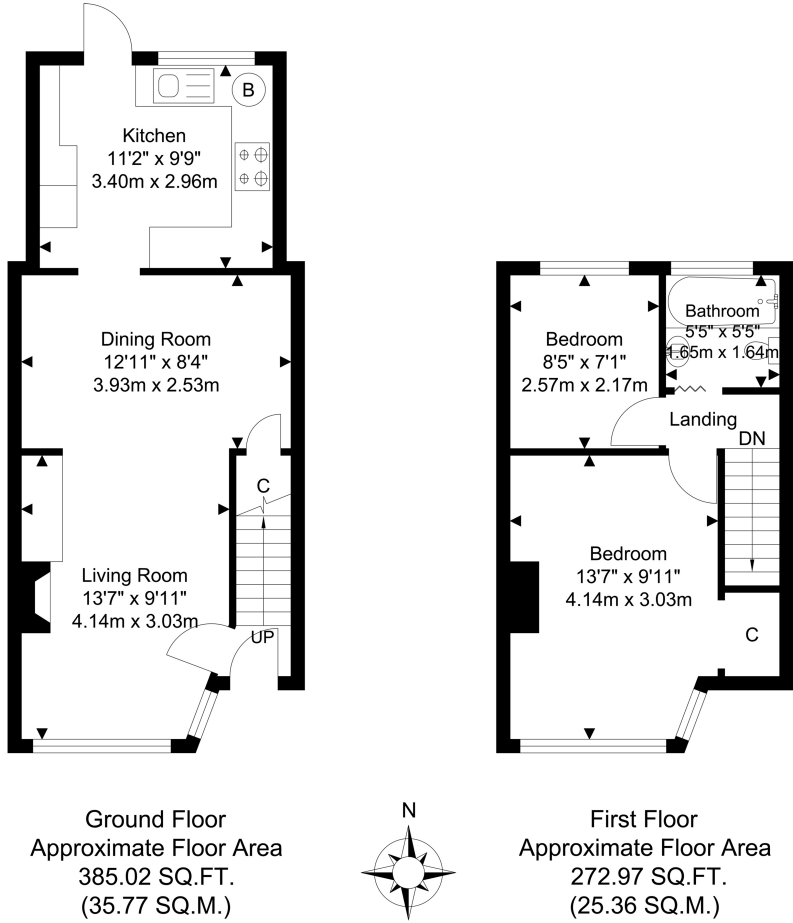 B
Kitchen
11'2" x 9'9"
3.40m x 2.96m
Dining Room
12'11" x 8'4"
3.93m x 2.53m
C
Living Room
13'7" x 9'11"
4.14m x 3.03m
UP
Bedroom
8'5" x 7'1"
2.57m x 2.17m
Bathroom
5'5" x 5'5"
1.65m x 1.64m
Landing
DN
Bedroom
13'7" x 9'11"
4.14m x 3.03m
C
Ground Floor
Approximate Floor Area
385.02 SQ.FT.
(35.77 SQ.M.)
N
First Floor
Approximate Floor Area
272.97 SQ.FT.
(25.36 SQ.M.)